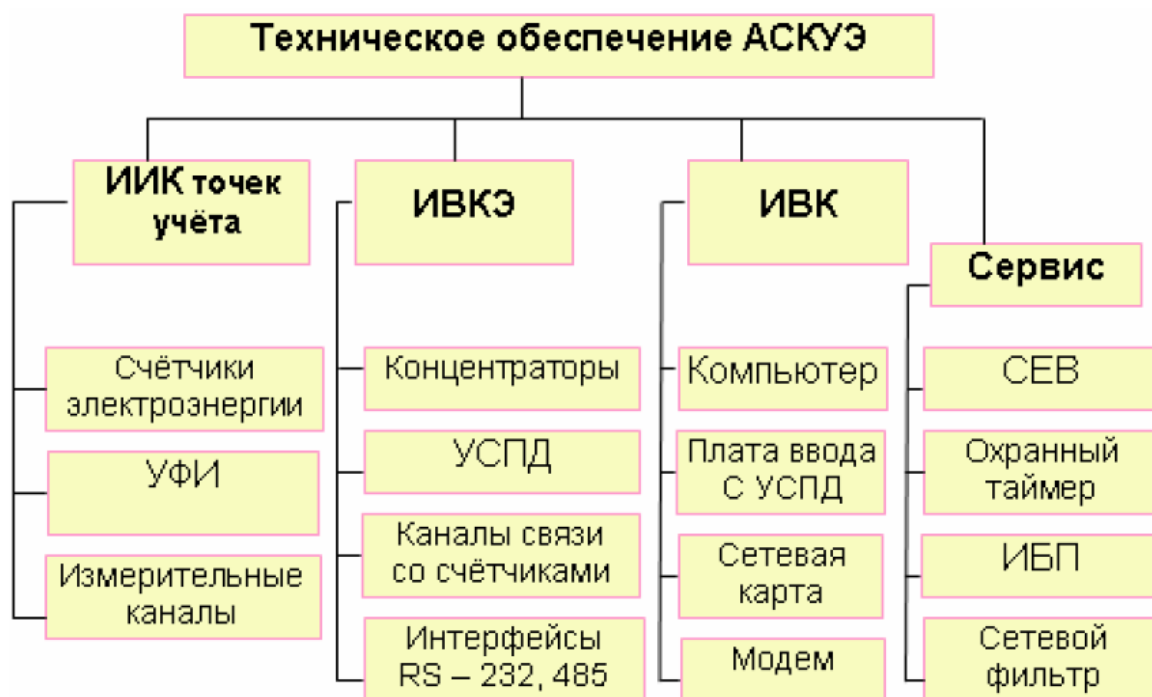 Техническое обеспечение АСКУЭ
ИИК точек
учёта
ИВКЭ
ИВК
Сервис
Счётчики
электроэнергии
УФИ
Измерительные
каналы
Концентраторы
УСПД
Каналы связи
со счётчиками
Интерфейсы
RS – 232, 485
Компьютер
Плата ввода
С УСПД
Сетевая
карта
Модем
СЕВ
Охранный
таймер
ИБП
Сетевой
фильтр